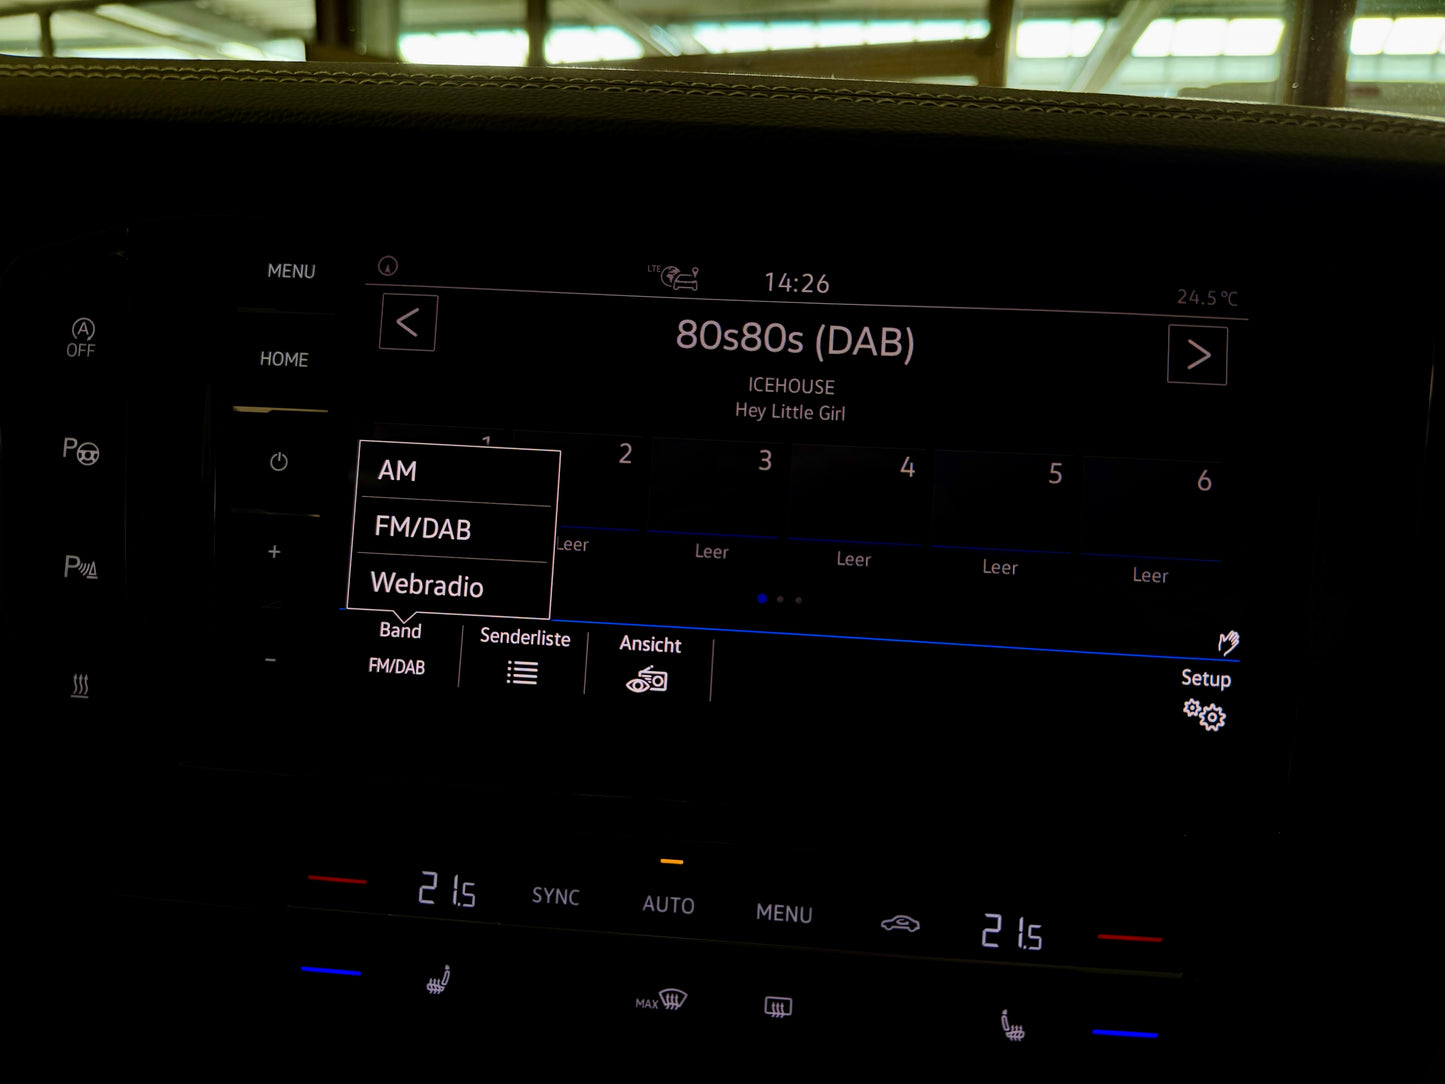 MENU
LTE
14:26
24.5 °C
A
OFF
<
80s80s (DAB)
>
HOME
ICEHOUSE
Hey Little Girl
P
AM
1
2
3
4
5
6
FM/DAB
Leer
Leer
Leer
Leer
Leer
+
P
Webradio
Band
Senderliste
Ansicht
FM/DAB
Setup
−
21.5
SYNC
AUTO
MENU
21.5
MAX